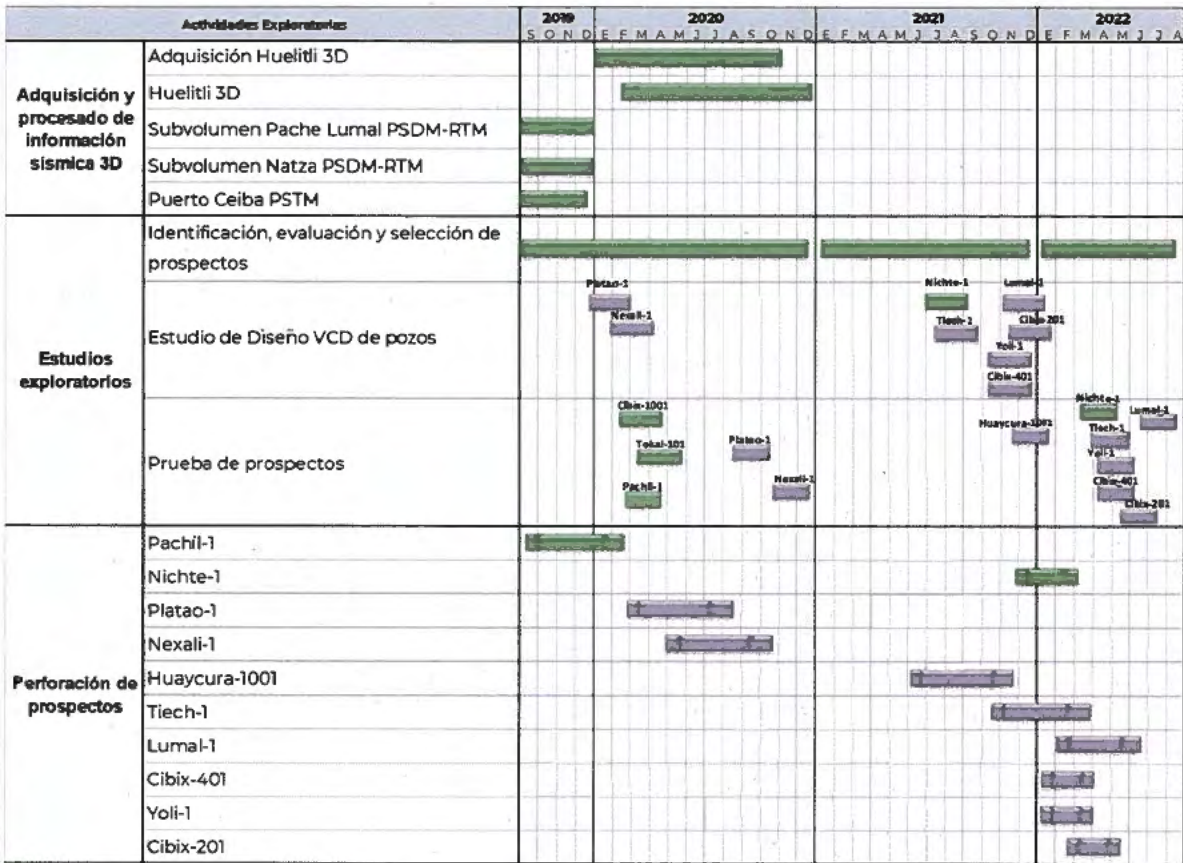 Actividades Exploratorias 2019 2020 2021 2022
S O N D E F M A M J J A S O N D E F M A M J J A S O N D E F M A M J J A
Adquisición y procesado de información sísmica 3D
Adquisición Huelitli 3D
Huelitli 3D
Subvolumen Pache Lumal PSDM-RTM
Subvolumen Natza PSDM-RTM
Puerto Ceiba PSTM
Estudios exploratorios
Identificación, evaluación y selección de
prospectos
Estudio de Diseño VCD de pozos
Platao-1
Nexali-1
Nichte-1
Tiech-1
Lumal-1
Cibix-201
Yoli-1
Cibix-401
Prueba de prospectos
Cibix-1001
Tokal-101
Pachil-1
Platao-1
Nexali-1
Huaycura-1001
Nichte-1
Lumal-1
Tiech-1
Yoli-1
Cibix-401
Cibix-201
Perforación de prospectos
Pachil-1
Nichte-1
Platao-1
Nexali-1
Huaycura-1001
Tiech-1
Lumal-1
Cibix-401
Yoli-1
Cibix-201